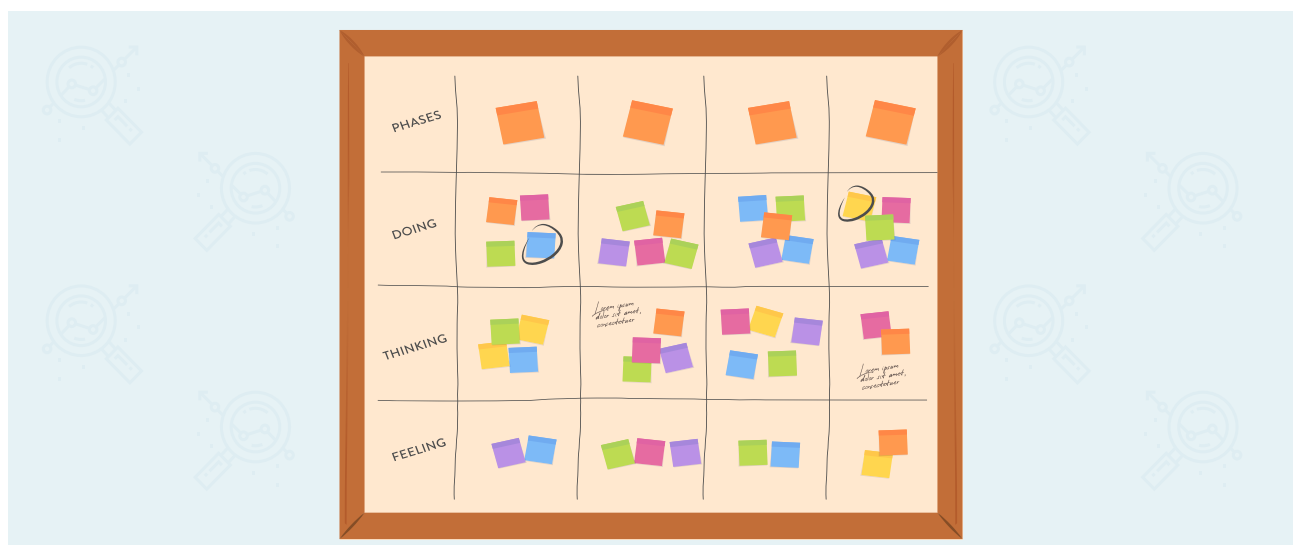 PHASES
DOING
THINKING
Lorem ipsum
dolor sit amet,
consectetuer
Lorem ipsum
dolor sit amet,
consectetuer
FEELING